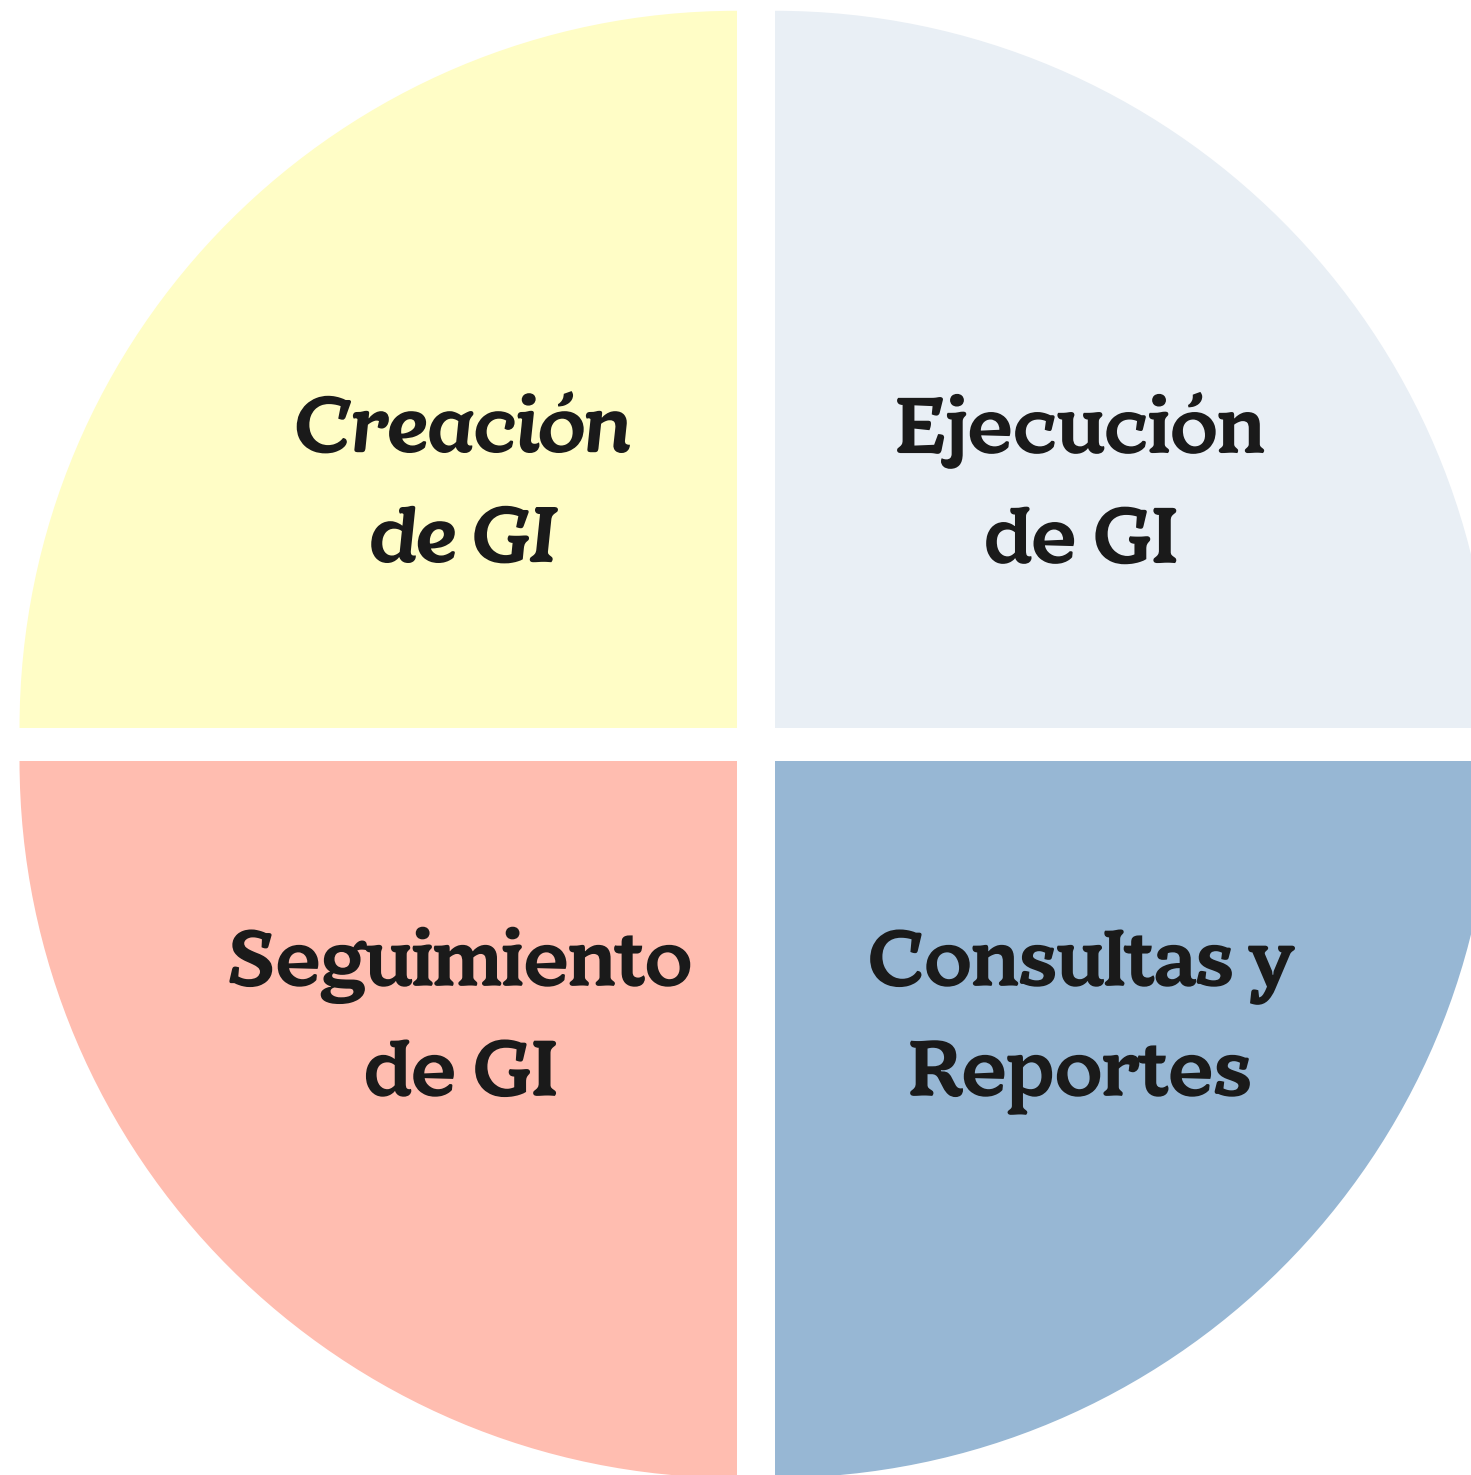 Creación
de GI
Ejecución
de GI
Seguimiento
de GI
Consultas y
Reportes